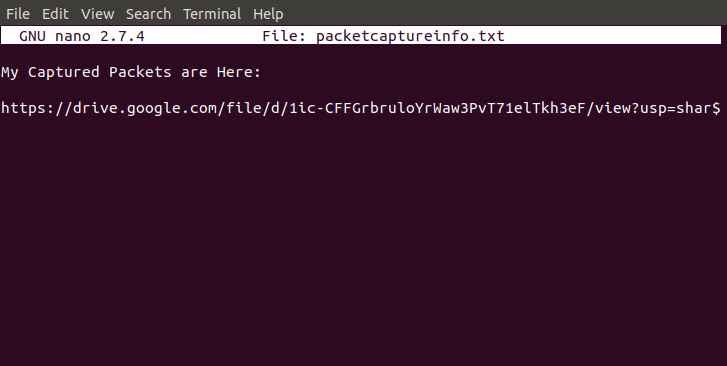 File Edit View Search Terminal Help
GNU nano 2.7.4 File: packetcaptureinfo.txt
My Captured Packets are Here:
https://drive.google.com/file/d/1ic-CFFGrbruloYrWaw3PvT71elTkh3eF/view?usp=shar$